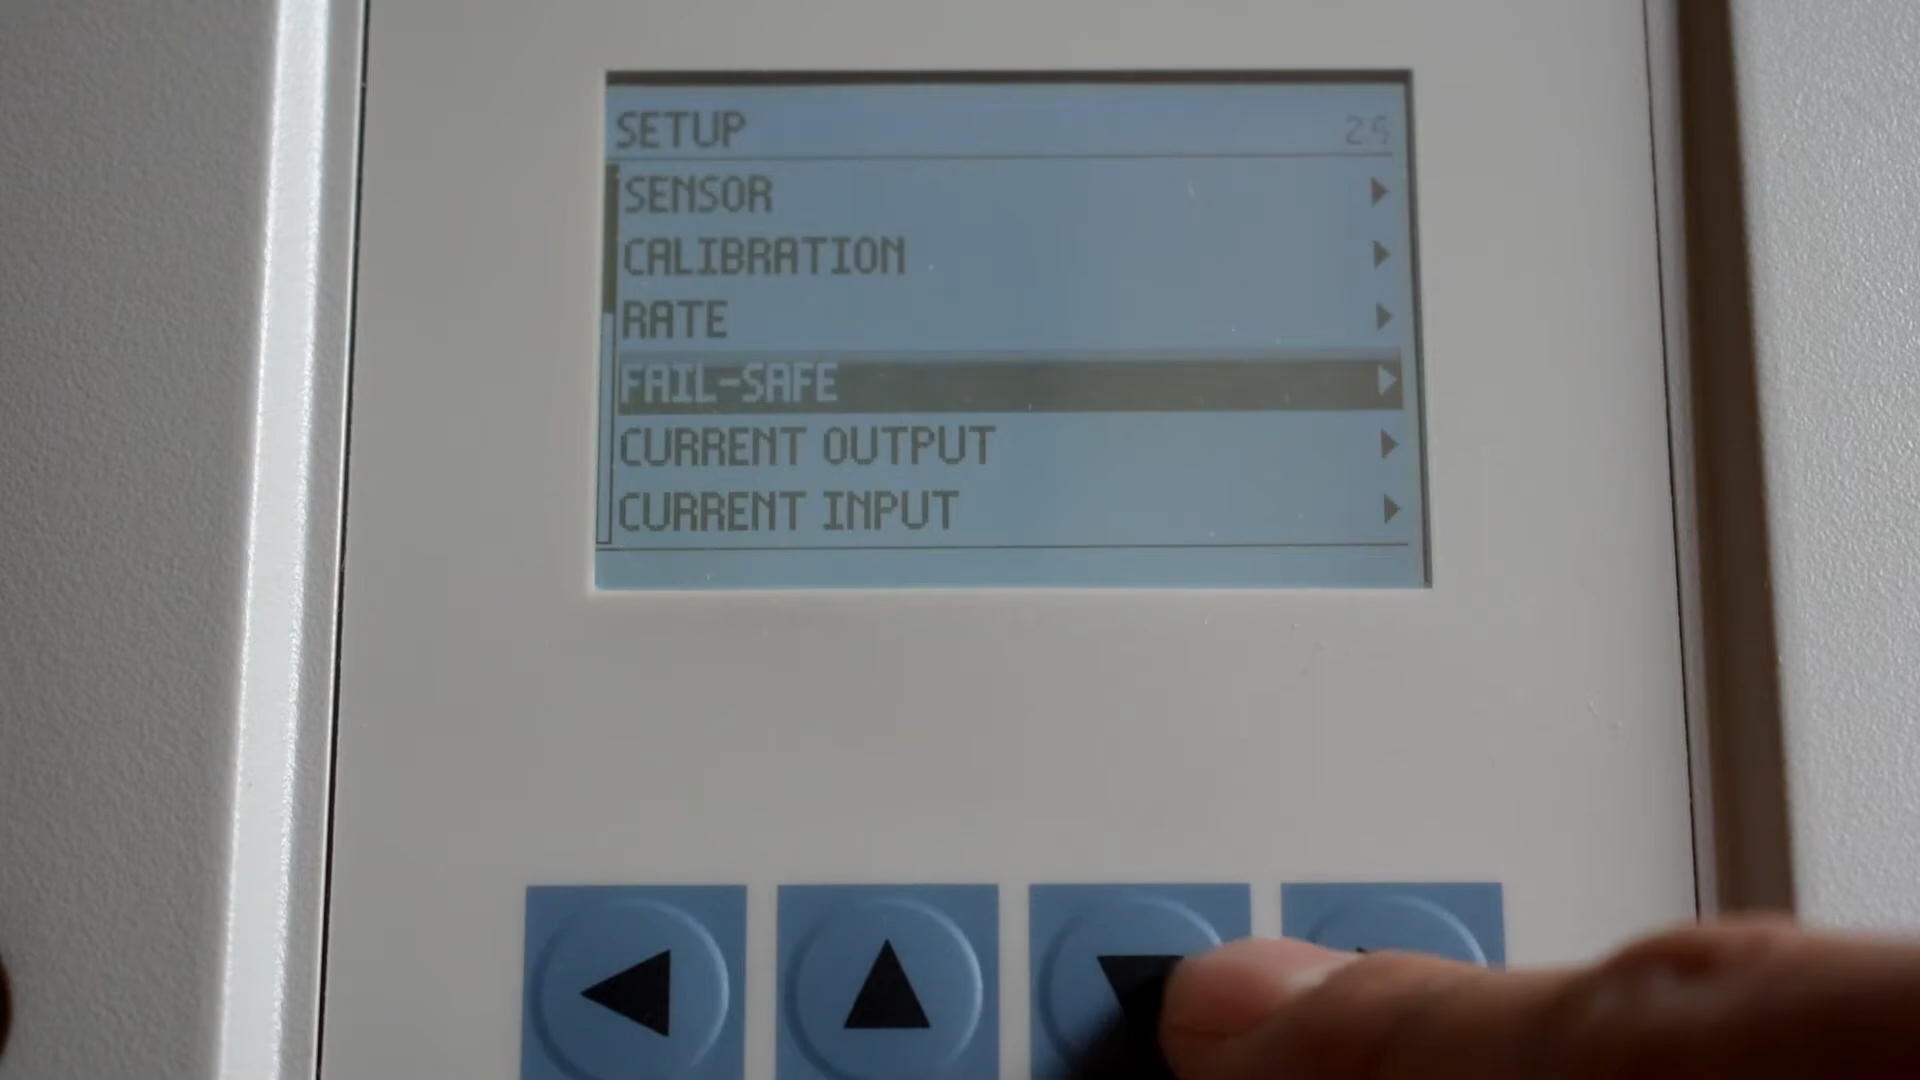 SETUP
SENSOR
CALIBRATION
RATE
FAIL-SAFE
CURRENT OUTPUT
CURRENT INPUT